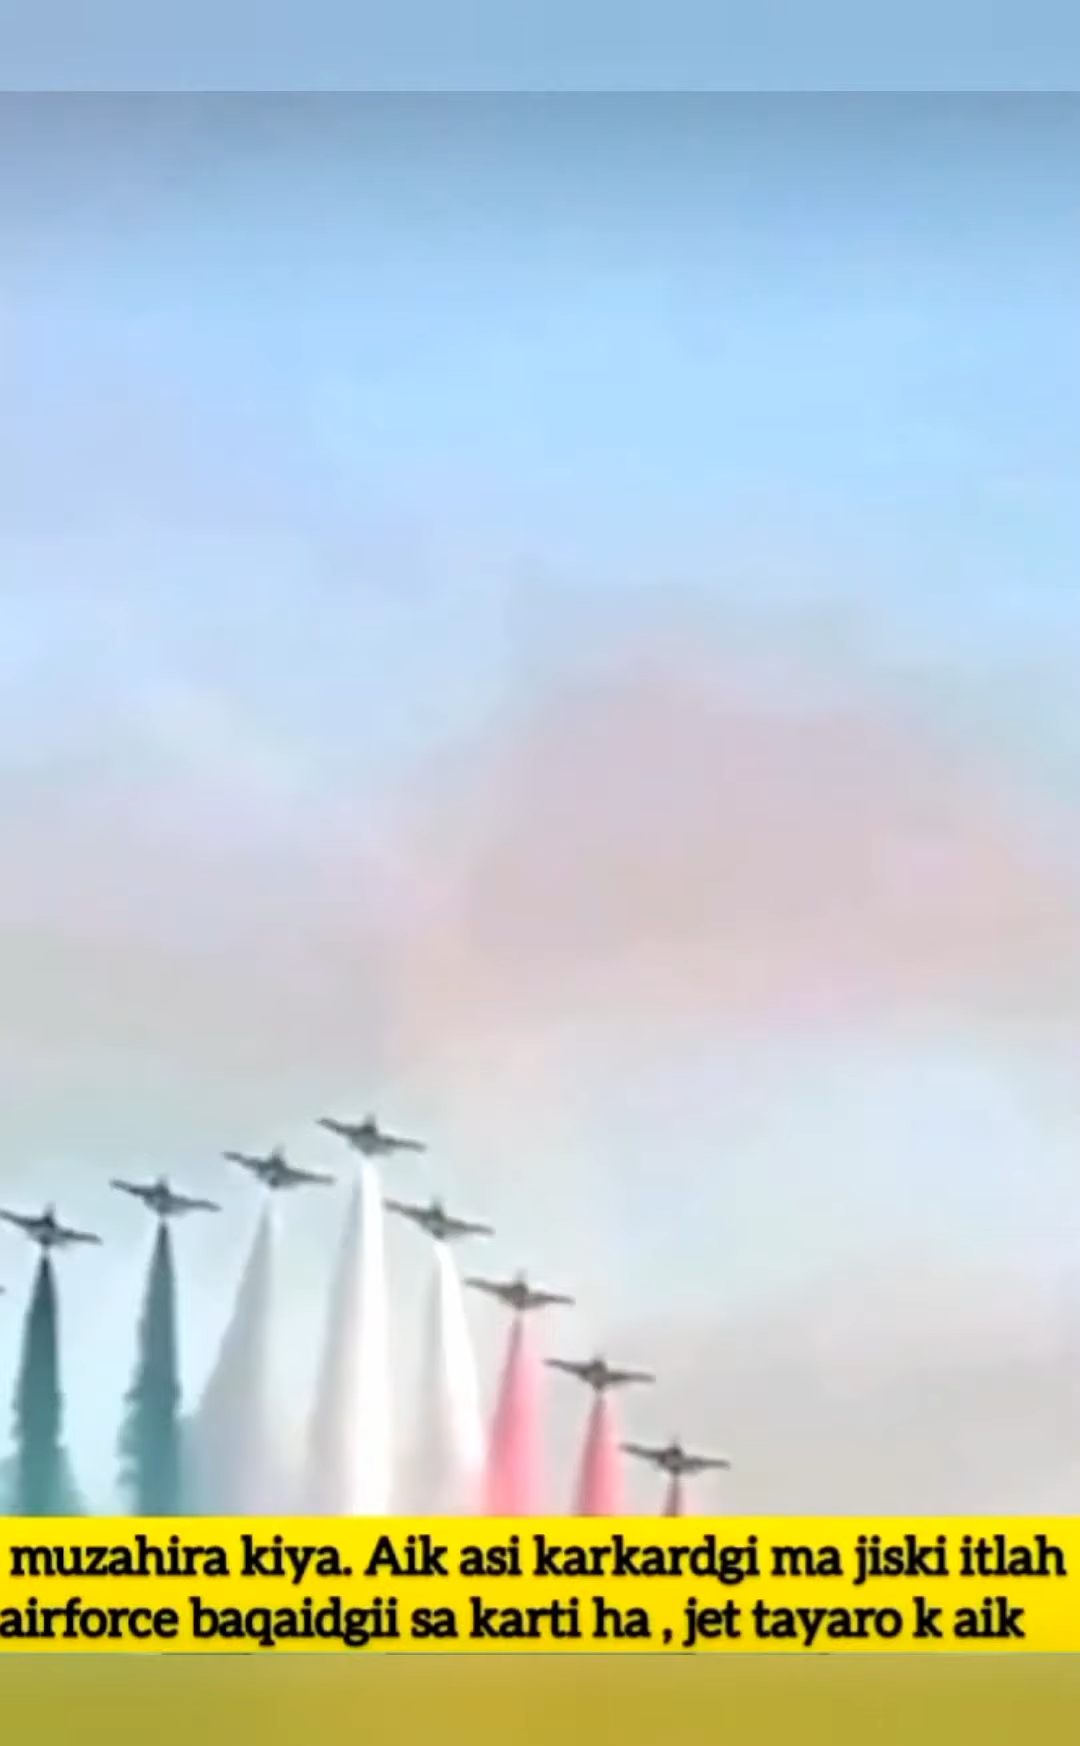 muzahira kiya. Aik asi karkardgi ma jiski itlah
airforce baqaidgii sa karti ha , jet tayaro k aik